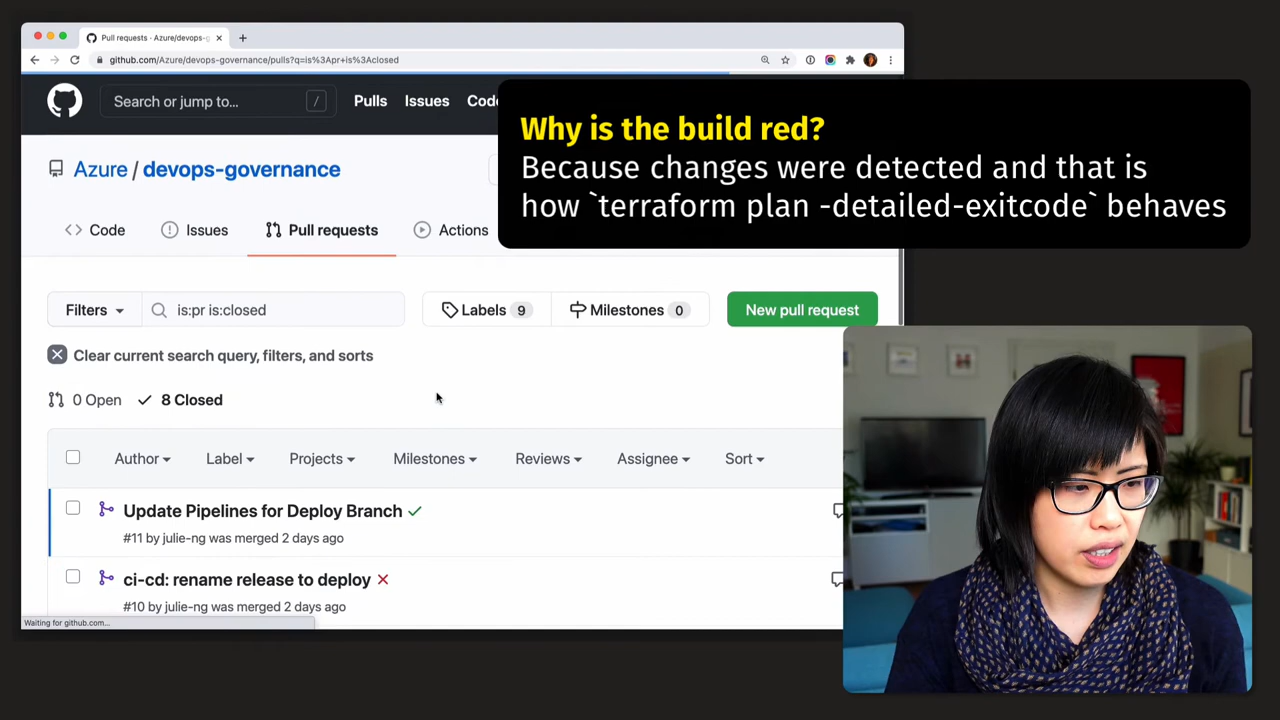 Pull requests · Azure/devops-g
github.com/Azure/devops-governance/pulls?q=is%3Apr+is%3Aclosed
Search or jump to...
/
Pulls
Issues
Cod
Why is the build red?
Because changes were detected and that is
how `terraform plan -detailed-exitcode` behaves
Azure / devops-governance
Code
Issues
Pull requests
Actions
Filters
is:pr is:closed
Labels 9
Milestones 0
New pull request
Clear current search query, filters, and sorts
0 Open
8 Closed
Author
Label
Projects
Milestones
Reviews
Assignee
Sort
Update Pipelines for Deploy Branch
#11 by julie-ng was merged 2 days ago
ci-cd: rename release to deploy
#10 by julie-ng was merged 2 days ago
Waiting for github.com...